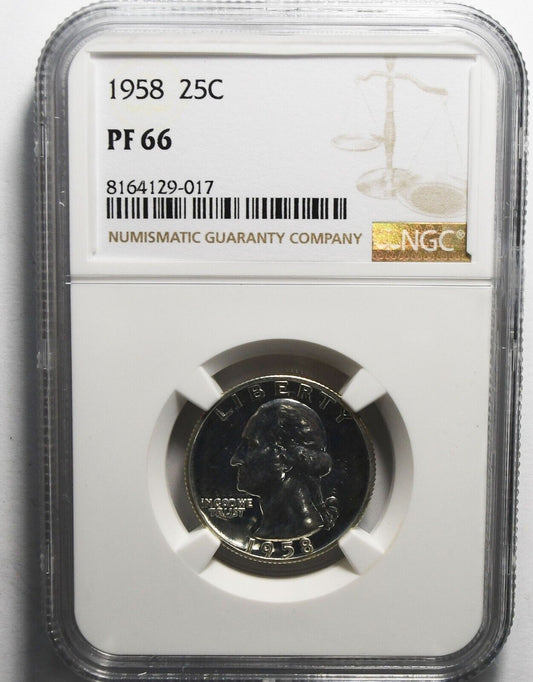 1958 25C
PF 66
8164129-017
NUMISMATIC GUARANTY COMPANY
NGC®
LIBERTY
IN GOD WE
TRUST
1958